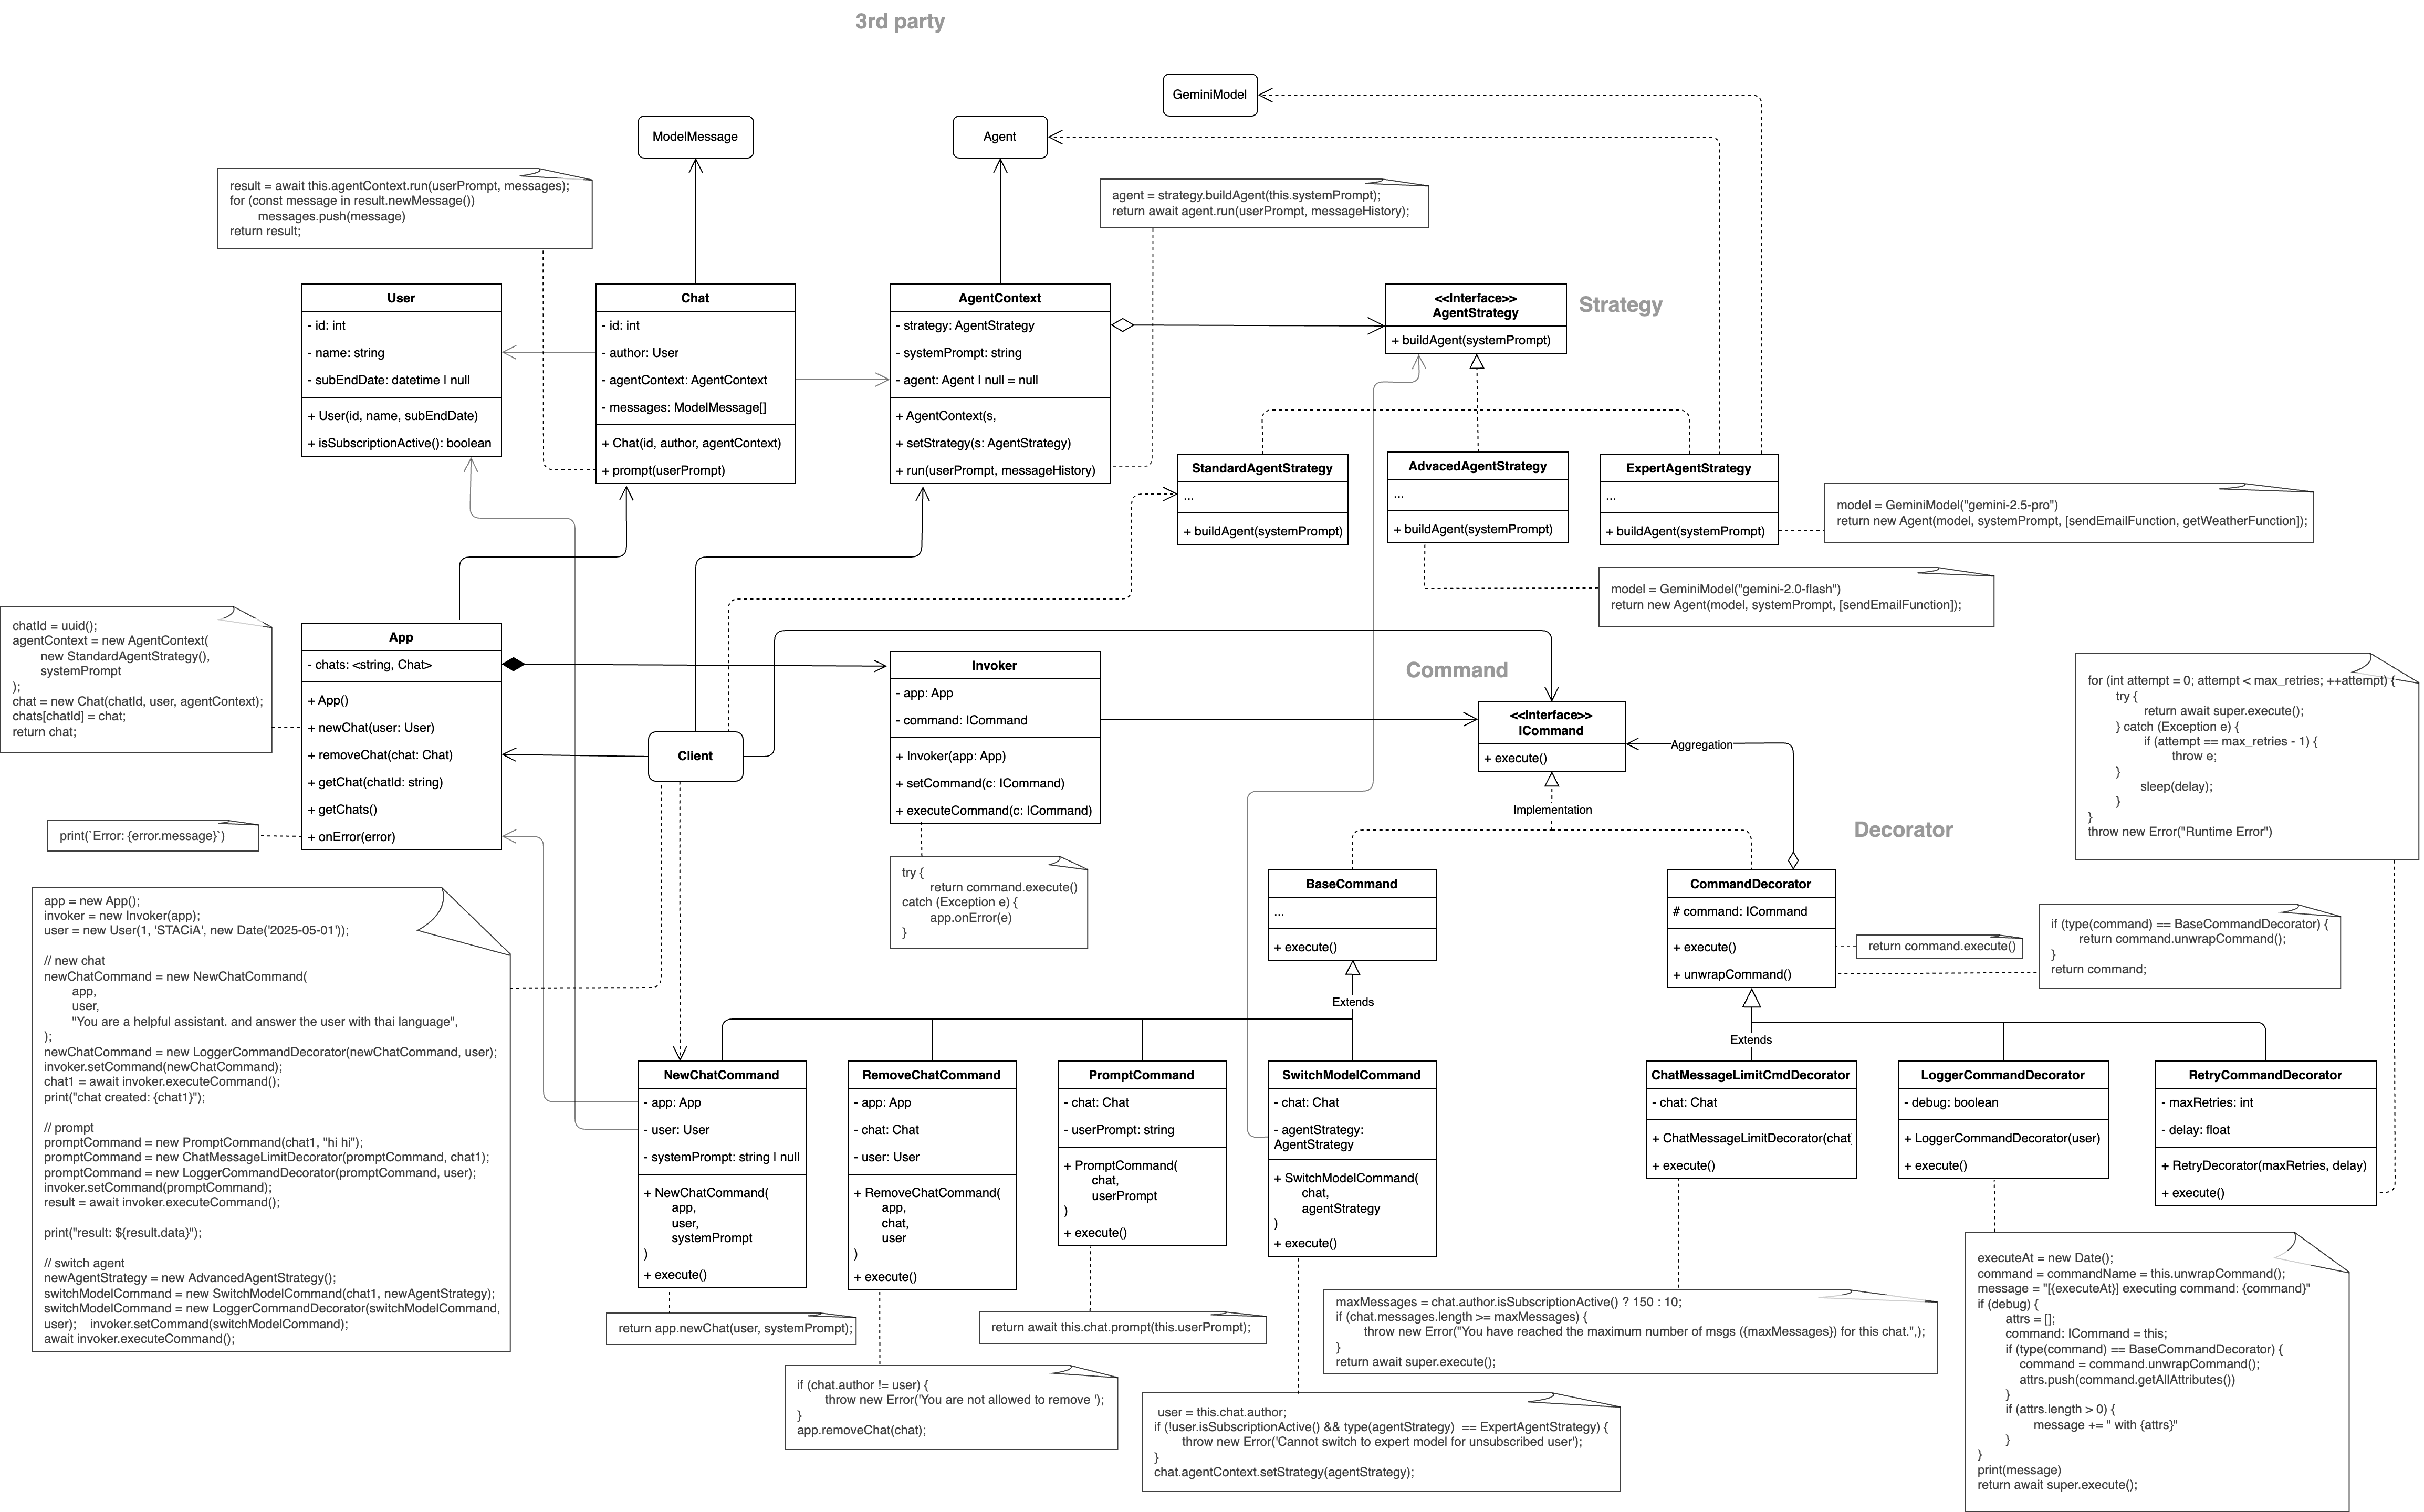 3rd party
GeminiModel
ModelMessage
Agent
result = await this.agentContext.run(userPrompt, messages);
for (const message in result.newMessage())
messages.push(message)
return result;
agent = strategy.buildAgent(this.systemPrompt);
return await agent.run(userPrompt, messageHistory);
User
- id: int
- name: string
- subEndDate: datetime | null
+ User(id, name, subEndDate)
+ isSubscriptionActive(): boolean
Chat
- id: int
- author: User
- agentContext: AgentContext
- messages: ModelMessage[]
+ Chat(id, author, agentContext)
+ prompt(userPrompt)
AgentContext
- strategy: AgentStrategy
- systemPrompt: string
- agent: Agent | null = null
+ AgentContext(s,
+ setStrategy(s: AgentStrategy)
+ run(userPrompt, messageHistory)
<<Interface>>
AgentStrategy
+ buildAgent(systemPrompt)
Strategy
StandardAgentStrategy
...
+ buildAgent(systemPrompt)
AdvacedAgentStrategy
...
+ buildAgent(systemPrompt)
ExpertAgentStrategy
...
+ buildAgent(systemPrompt)
model = GeminiModel("gemini-2.5-pro")
return new Agent(model, systemPrompt, [sendEmailFunction, getWeatherFunction]);
model = GeminiModel("gemini-2.0-flash")
return new Agent(model, systemPrompt, [sendEmailFunction]);
chatId = uuid();
agentContext = new AgentContext(
new StandardAgentStrategy(),
systemPrompt
);
chat = new Chat(chatId, user, agentContext);
chats[chatId] = chat;
return chat;
App
- chats: <string, Chat>
+ App()
+ newChat(user: User)
+ removeChat(chat: Chat)
+ getChat(chatId: string)
+ getChats()
+ onError(error)
print(`Error: {error.message}`)
Client
Invoker
- app: App
- command: ICommand
+ Invoker(app: App)
+ setCommand(c: ICommand)
+ executeCommand(c: ICommand)
try {
return command.execute()
catch (Exception e) {
app.onError(e)
}
Command
<<Interface>>
ICommand
+ execute()
Aggregation
Implementation
Decorator
for (int attempt = 0; attempt < max_retries; ++attempt) {
try {
return await super.execute();
} catch (Exception e) {
if (attempt == max_retries - 1) {
throw e;
}
sleep(delay);
}
}
throw new Error("Runtime Error")
BaseCommand
...
+ execute()
CommandDecorator
# command: ICommand
+ execute()
+ unwrapCommand()
return command.execute()
if (type(command) == BaseCommandDecorator) {
return command.unwrapCommand();
}
return command;
app = new App();
invoker = new Invoker(app);
user = new User(1, 'STACiA', new Date('2025-05-01'));
// new chat
newChatCommand = new NewChatCommand(
app,
user,
"You are a helpful assistant. and answer the user with thai language",
);
newChatCommand = new LoggerCommandDecorator(newChatCommand, user);
invoker.setCommand(newChatCommand);
chat1 = await invoker.executeCommand();
print("chat created: {chat1}");
// prompt
promptCommand = new PromptCommand(chat1, "hi hi");
promptCommand = new ChatMessageLimitDecorator(promptCommand, chat1);
promptCommand = new LoggerCommandDecorator(promptCommand, user);
invoker.setCommand(promptCommand);
result = await invoker.executeCommand();
print("result: ${result.data}");
// switch agent
newAgentStrategy = new AdvancedAgentStrategy();
switchModelCommand = new SwitchModelCommand(chat1, newAgentStrategy);
switchModelCommand = new LoggerCommandDecorator(switchModelCommand,
user); invoker.setCommand(switchModelCommand);
await invoker.executeCommand();
Extends
Extends
NewChatCommand
- app: App
- user: User
- systemPrompt: string | null
+ NewChatCommand(
app,
user,
systemPrompt
)
+ execute()
RemoveChatCommand
- app: App
- chat: Chat
- user: User
+ RemoveChatCommand(
app,
chat,
user
)
+ execute()
PromptCommand
- chat: Chat
- userPrompt: string
+ PromptCommand(
chat,
userPrompt
)
+ execute()
SwitchModelCommand
- chat: Chat
- agentStrategy:
AgentStrategy
+ SwitchModelCommand(
chat,
agentStrategy
)
+ execute()
ChatMessageLimitCmdDecorator
- chat: Chat
+ ChatMessageLimitDecorator(chat
+ execute()
LoggerCommandDecorator
- debug: boolean
+ LoggerCommandDecorator(user)
+ execute()
RetryCommandDecorator
- maxRetries: int
- delay: float
+ RetryDecorator(maxRetries, delay)
+ execute()
return app.newChat(user, systemPrompt);
if (chat.author != user) {
throw new Error('You are not allowed to remove ');
}
app.removeChat(chat);
return await this.chat.prompt(this.userPrompt);
maxMessages = chat.author.isSubscriptionActive() ? 150 : 10;
if (chat.messages.length >= maxMessages) {
throw new Error("You have reached the maximum number of msgs ({maxMessages}) for this chat.",);
}
return await super.execute();
user = this.chat.author;
if (!user.isSubscriptionActive() && type(agentStrategy) == ExpertAgentStrategy) {
throw new Error('Cannot switch to expert model for unsubscribed user');
}
chat.agentContext.setStrategy(agentStrategy);
executeAt = new Date();
command = commandName = this.unwrapCommand();
message = "[{executeAt}] executing command: {command}"
if (debug) {
attrs = [];
command: ICommand = this;
if (type(command) == BaseCommandDecorator) {
command = command.unwrapCommand();
attrs.push(command.getAllAttributes())
}
if (attrs.length > 0) {
message += " with {attrs}"
}
}
print(message)
return await super.execute();